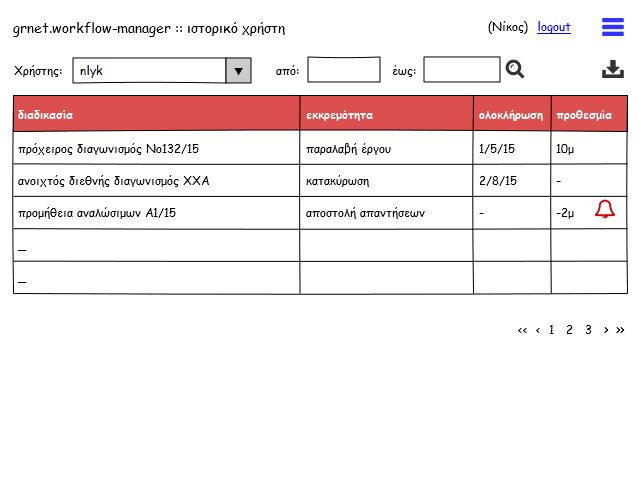 grnet.workflow-manager :: ιστορικό χρήστη (Νίκος) logout
Χρήστης: nlyk από: έως:
διαδικασία εκκρεμότητα ολοκλήρωση προθεσμία
πρόχειρος διαγωνισμός Νο132/15 παραλαβή έργου 1/5/15 10μ
ανοιχτός διεθνής διαγωνισμός ΧΧΑ κατακύρωση 2/8/15 -
προμήθεια αναλώσιμων Α1/15 αποστολή απαντήσεων - -2μ
_
_
<< < 1 2 3 > >>